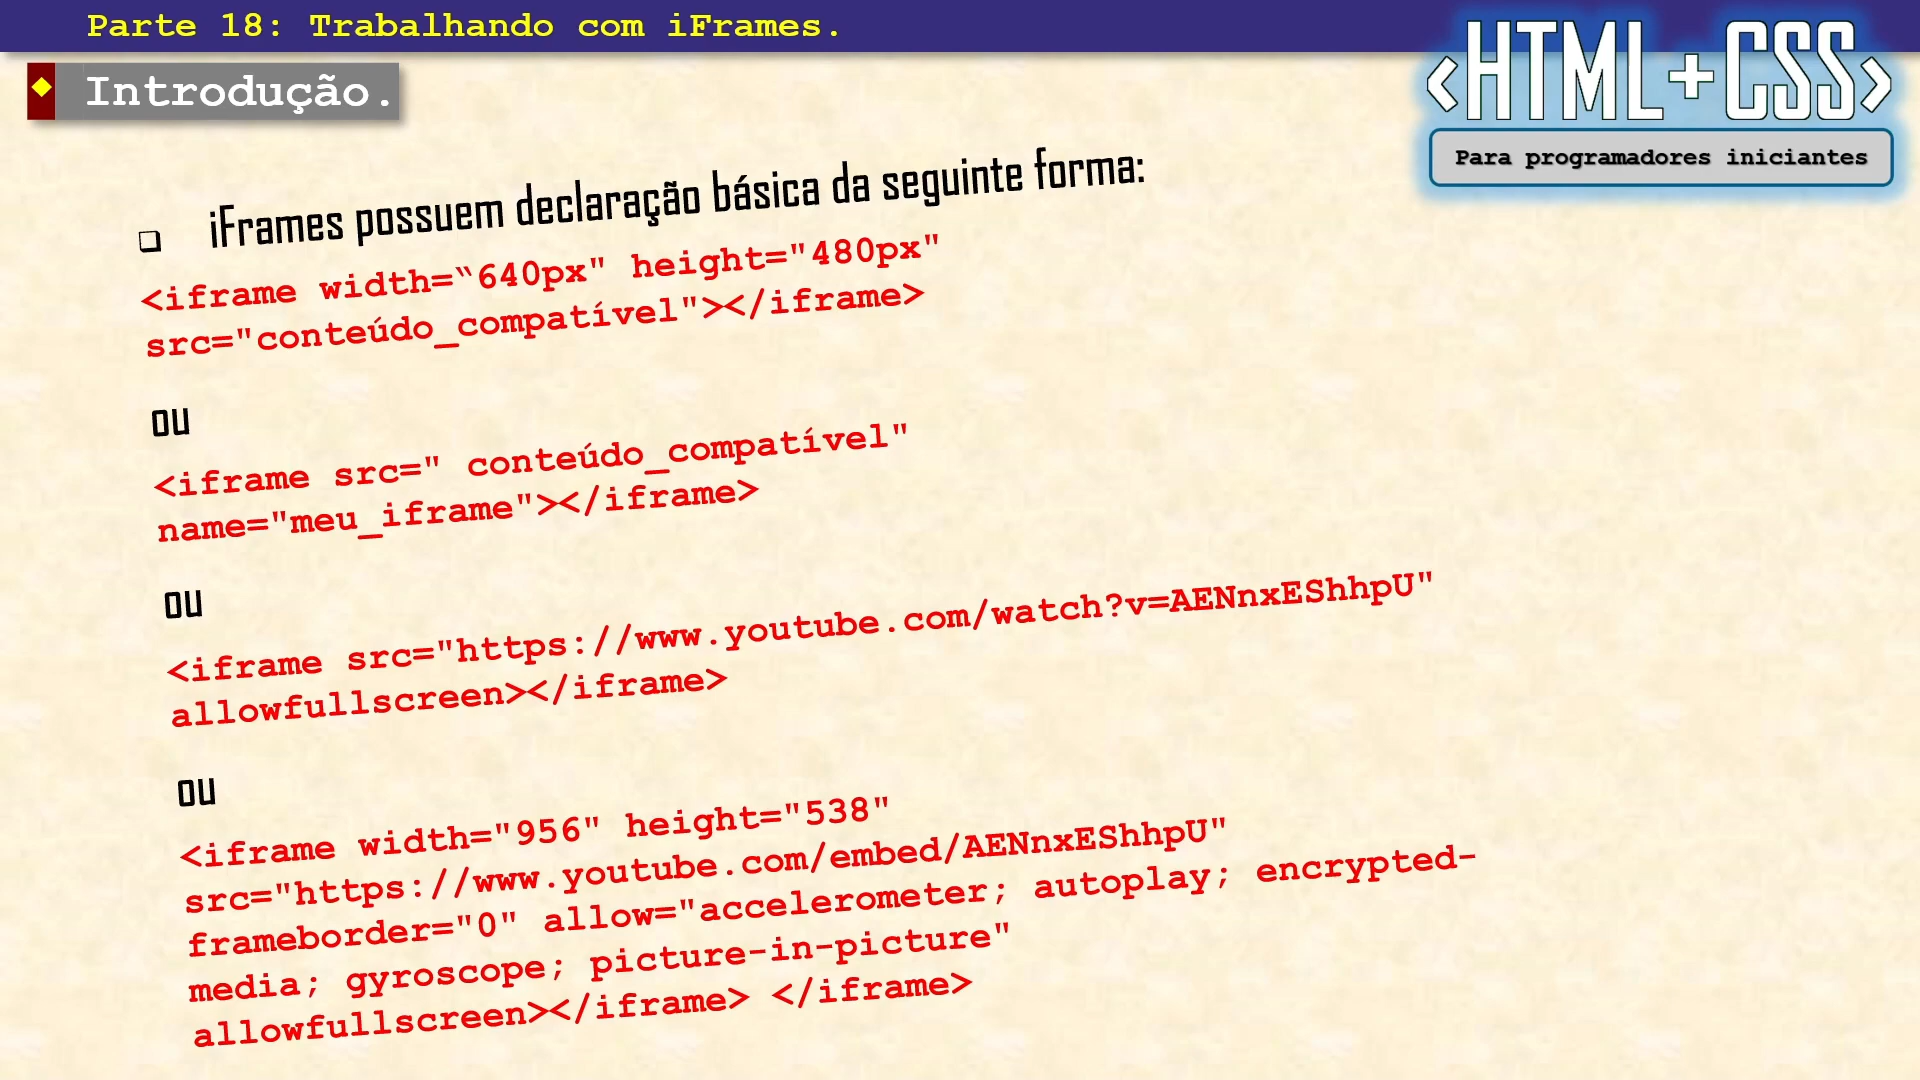 Parte 18: Trabalhando com iFrames.
Introdução.
<HTML+CSS>
Para programadores iniciantes
❑ iFrames possuem declaração básica da seguinte forma:
<iframe width=“640px" height="480px"
src="conteúdo_compatível"></iframe>
ou
<iframe src=" conteúdo_compatível"
name="meu_iframe"></iframe>
ou
<iframe src="https://www.youtube.com/watch?v=AENnxEShhpU"
allowfullscreen></iframe>
ou
<iframe width="956" height="538"
src="https://www.youtube.com/embed/AENnxEShhpU"
frameborder="0" allow="accelerometer; autoplay; encrypted-
media; gyroscope; picture-in-picture"
allowfullscreen></iframe> </iframe>